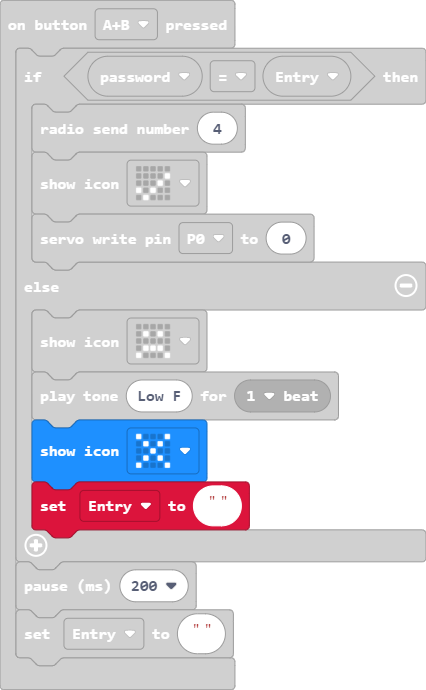 on button A+B pressed
if password = Entry then
radio send number 4
show icon
servo write pin P0 to 0
else
show icon
play tone Low F for 1 beat
show icon
set Entry to " "
pause (ms) 200
set Entry to " "